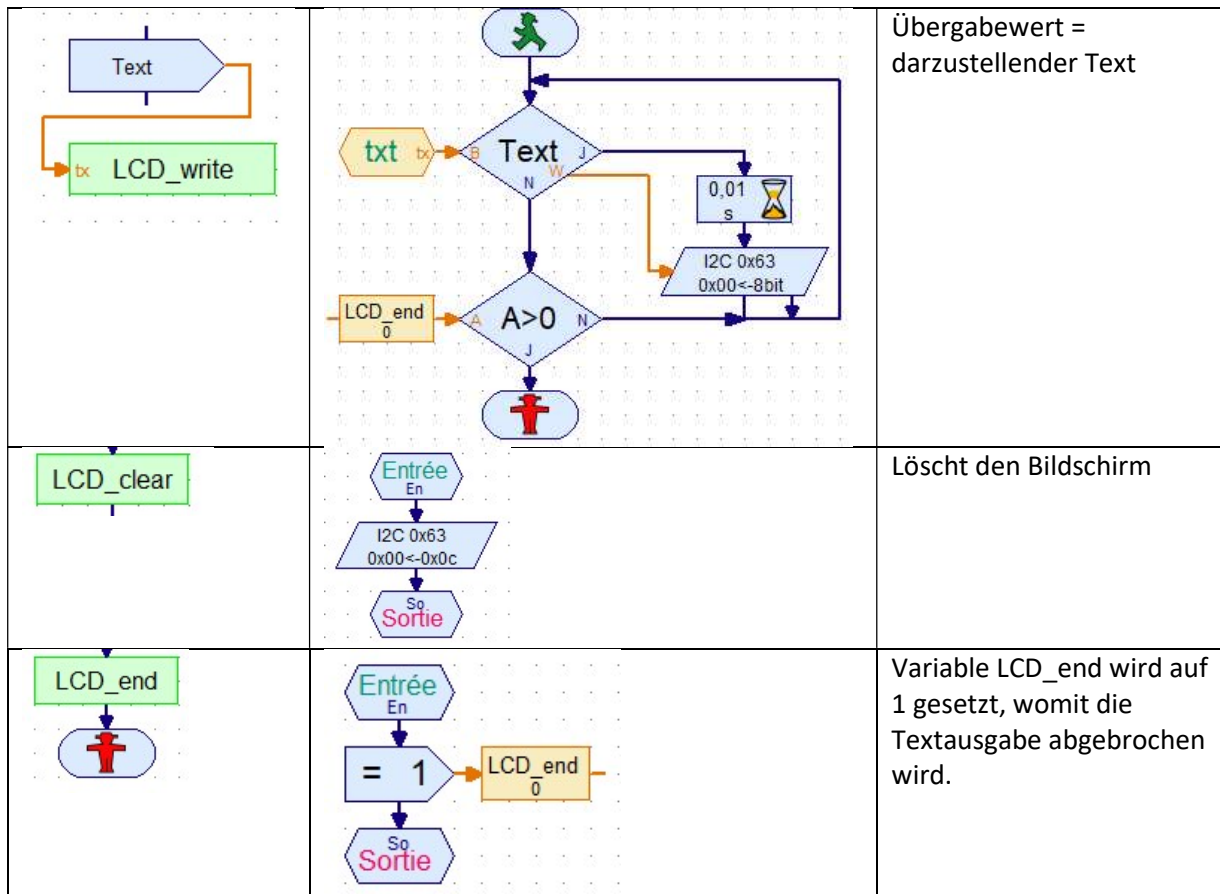 Text
tx LCD_write
txt tx
B Text J
W
N
0,01
s
I2C 0x63
0x00<-8bit
LCD_end
0
A A>0 N
J
Übergabewert =
darzustellender Text
LCD_clear
Entrée
En
I2C 0x63
0x00<-0x0c
So
Sortie
Löscht den Bildschirm
LCD_end
Entrée
En
= 1
LCD_end
0
So
Sortie
Variable LCD_end wird auf
1 gesetzt, womit die
Textausgabe abgebrochen
wird.